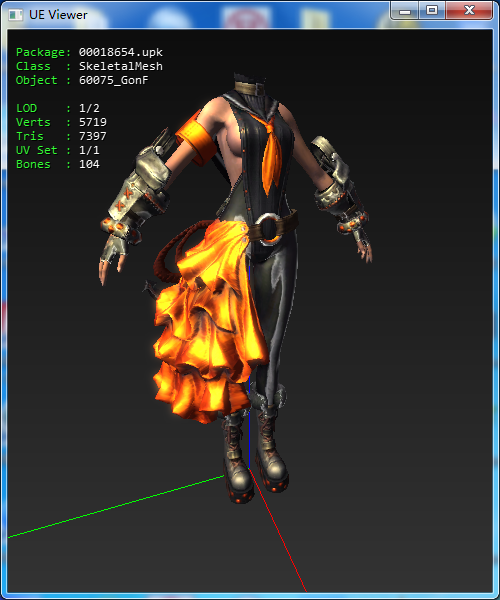 UE Viewer
Package: 00018654.upk
Class : SkeletalMesh
Object : 60075_GonF
LOD : 1/2
Verts : 5719
Tris : 7397
UV Set : 1/1
Bones : 104